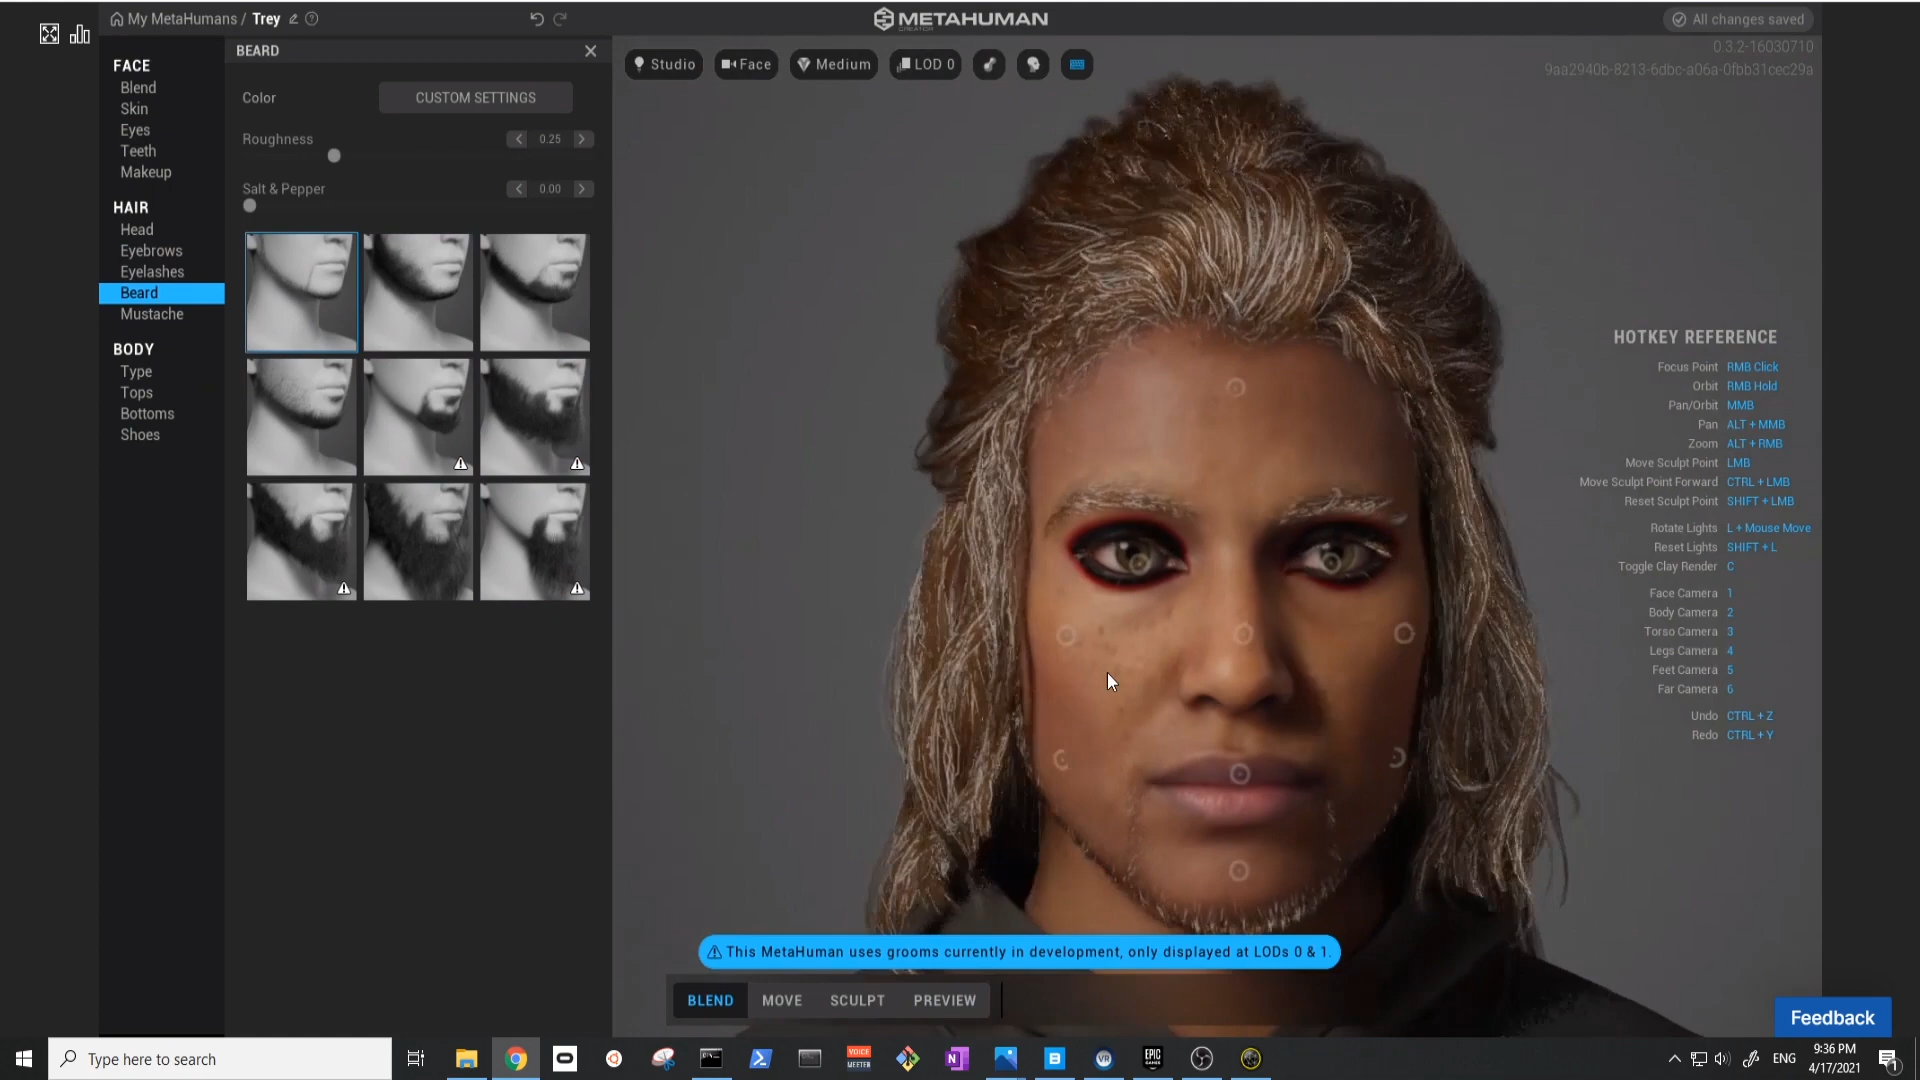 My MetaHumans / Trey
METAHUMAN
CREATOR
All changes saved
0.3.2-16030710
9aa2940b-8213-6dbc-a06a-0fbb31cec29a
FACE
Blend
Skin
Eyes
Teeth
Makeup
HAIR
Head
Eyebrows
Eyelashes
Beard
Mustache
BODY
Type
Tops
Bottoms
Shoes
BEARD
Color
CUSTOM SETTINGS
Roughness
0.25
Salt & Pepper
0.00
Studio
Face
Medium
LOD 0
HOTKEY REFERENCE
Focus Point RMB Click
Orbit RMB Hold
Pan/Orbit MMB
Pan ALT + MMB
Zoom ALT + RMB
Move Sculpt Point LMB
Move Sculpt Point Forward CTRL + LMB
Reset Sculpt Point SHIFT + LMB
Rotate Lights L + Mouse Move
Reset Lights SHIFT + L
Toggle Clay Render C
Face Camera 1
Body Camera 2
Torso Camera 3
Legs Camera 4
Feet Camera 5
Far Camera 6
Undo CTRL + Z
Redo CTRL + Y
This MetaHuman uses grooms currently in development, only displayed at LODs 0 & 1.
BLEND
MOVE
SCULPT
PREVIEW
Feedback
Type here to search
VOICE
MEETER
N
B
VR
EPIC
GAMES
ENG
9:36 PM
4/17/2021
1